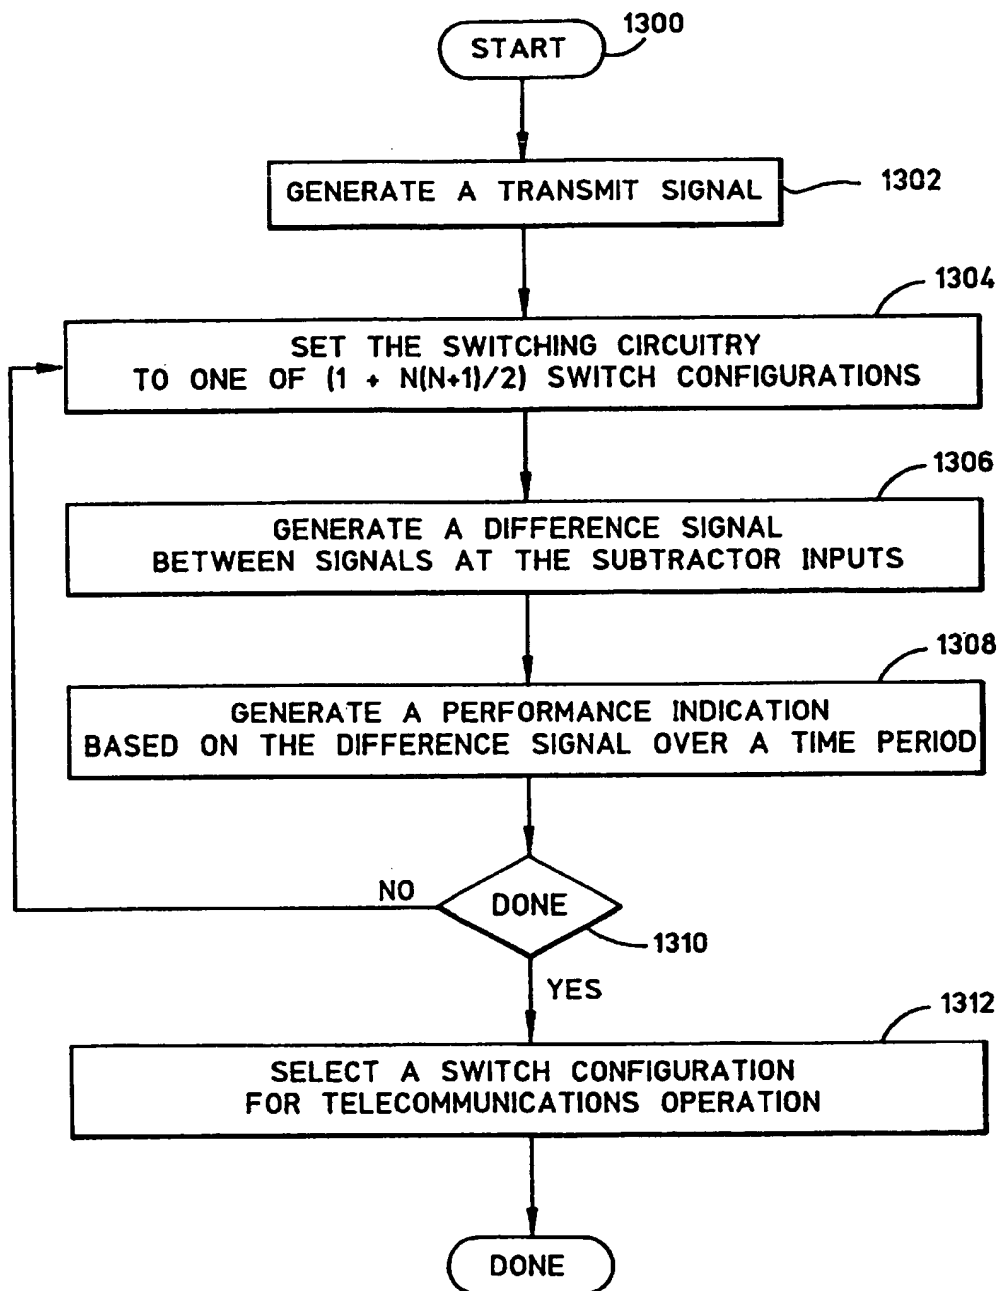 START
1300
GENERATE A TRANSMIT SIGNAL
1302
1304
SET THE SWITCHING CIRCUITRY
TO ONE OF (1 + N(N+1)/2) SWITCH CONFIGURATIONS
1306
GENERATE A DIFFERENCE SIGNAL
BETWEEN SIGNALS AT THE SUBTRACTOR INPUTS
1308
GENERATE A PERFORMANCE INDICATION
BASED ON THE DIFFERENCE SIGNAL OVER A TIME PERIOD
NO
DONE
1310
YES
1312
SELECT A SWITCH CONFIGURATION
FOR TELECOMMUNICATIONS OPERATION
DONE